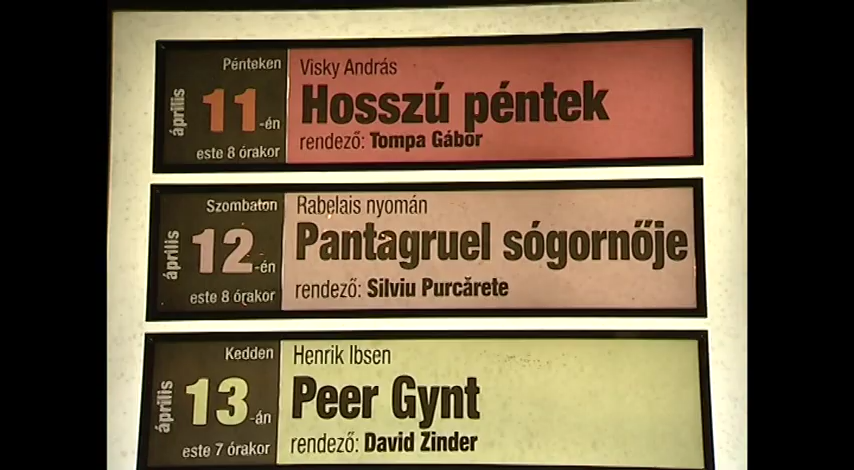 Pénteken
április
11-én
este 8 órakor
Visky András
Hosszú péntek
rendező: Tompa Gábor
Szombaton
április
12-én
este 8 órakor
Rabelais nyomán
Pantagruel sógornője
rendező: Silviu Purcărete
Kedden
április
13-án
este 7 órakor
Henrik Ibsen
Peer Gynt
rendező: David Zinder